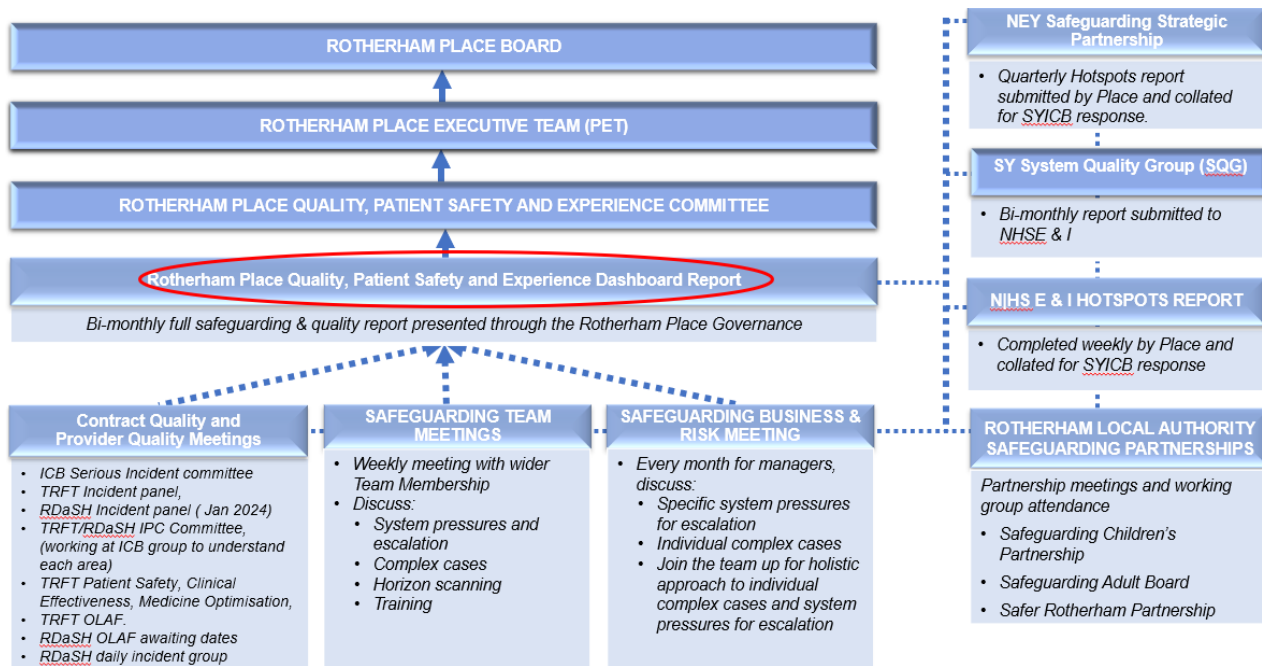 ROTHERHAM PLACE BOARD
ROTHERHAM PLACE EXECUTIVE TEAM (PET)
ROTHERHAM PLACE QUALITY, PATIENT SAFETY AND EXPERIENCE COMMITTEE
Rotherham Place Quality, Patient Safety and Experience Dashboard Report
Bi-monthly full safeguarding & quality report presented through the Rotherham Place Governance
Contract Quality and
Provider Quality Meetings
• ICB Serious Incident committee
• TRFT Incident panel,
• RDaSH Incident panel ( Jan 2024)
• TRFT/RDaSH IPC Committee,
(working at ICB group to understand
each area)
• TRFT Patient Safety, Clinical
Effectiveness, Medicine Optimisation,
• TRFT OLAF.
• RDaSH OLAF awaiting dates
• RDaSH daily incident group
SAFEGUARDING TEAM
MEETINGS
• Weekly meeting with wider
Team Membership
• Discuss:
• System pressures and
escalation
• Complex cases
• Horizon scanning
• Training
SAFEGUARDING BUSINESS &
RISK MEETING
• Every month for managers,
discuss:
• Specific system pressures
for escalation
• Individual complex cases
• Join the team up for holistic
approach to individual
complex cases and system
pressures for escalation
NEY Safeguarding Strategic
Partnership
• Quarterly Hotspots report
submitted by Place and collated
for SYICB response.
SY System Quality Group (SQG)
• Bi-monthly report submitted to
NHSE & I
N|HS E & I HOTSPOTS REPORT
• Completed weekly by Place and
collated for SYICB response
ROTHERHAM LOCAL AUTHORITY
SAFEGUARDING PARTNERSHIPS
Partnership meetings and working
group attendance
• Safeguarding Children's
Partnership
• Safeguarding Adult Board
• Safer Rotherham Partnership